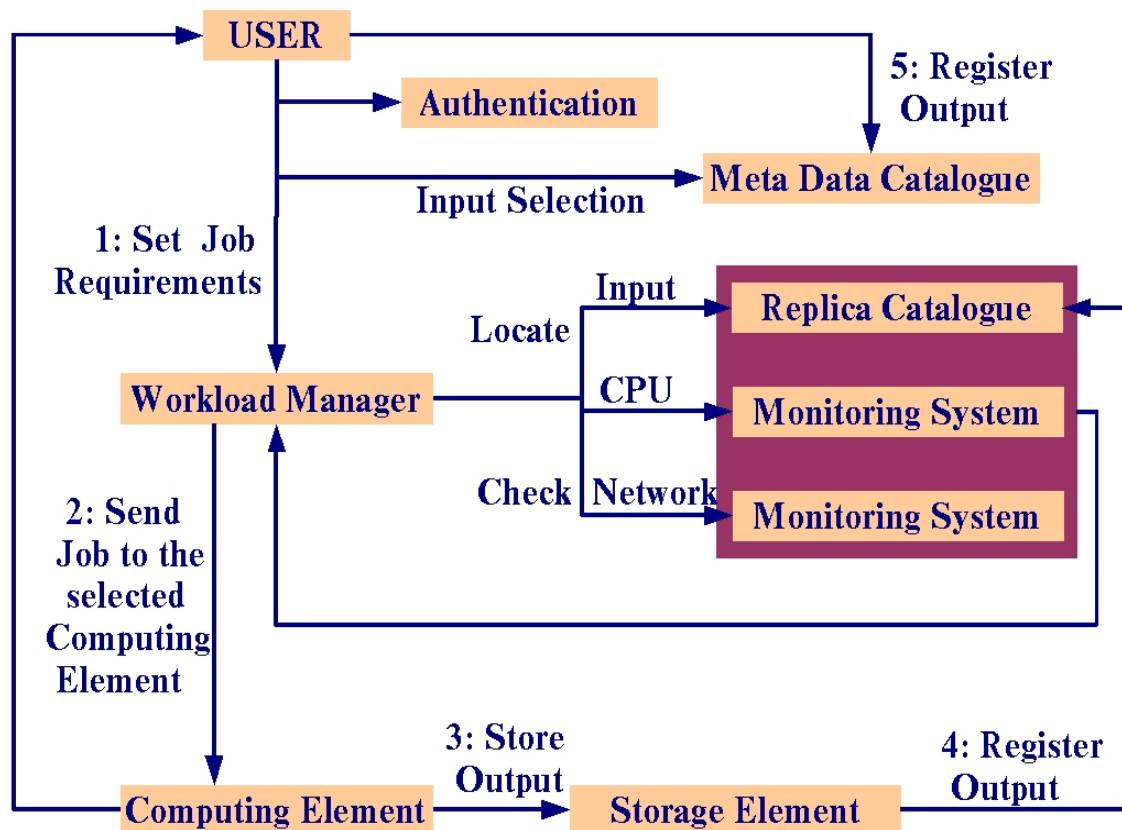 USER
5: Register
Output
Authentication
Meta Data Catalogue
Input Selection
1: Set Job
Requirements
Input
Replica Catalogue
Locate
CPU
Workload Manager
Monitoring System
Check
Network
Monitoring System
2: Send
Job to the
selected
Computing
Element
3: Store
Output
4: Register
Output
Computing Element
Storage Element